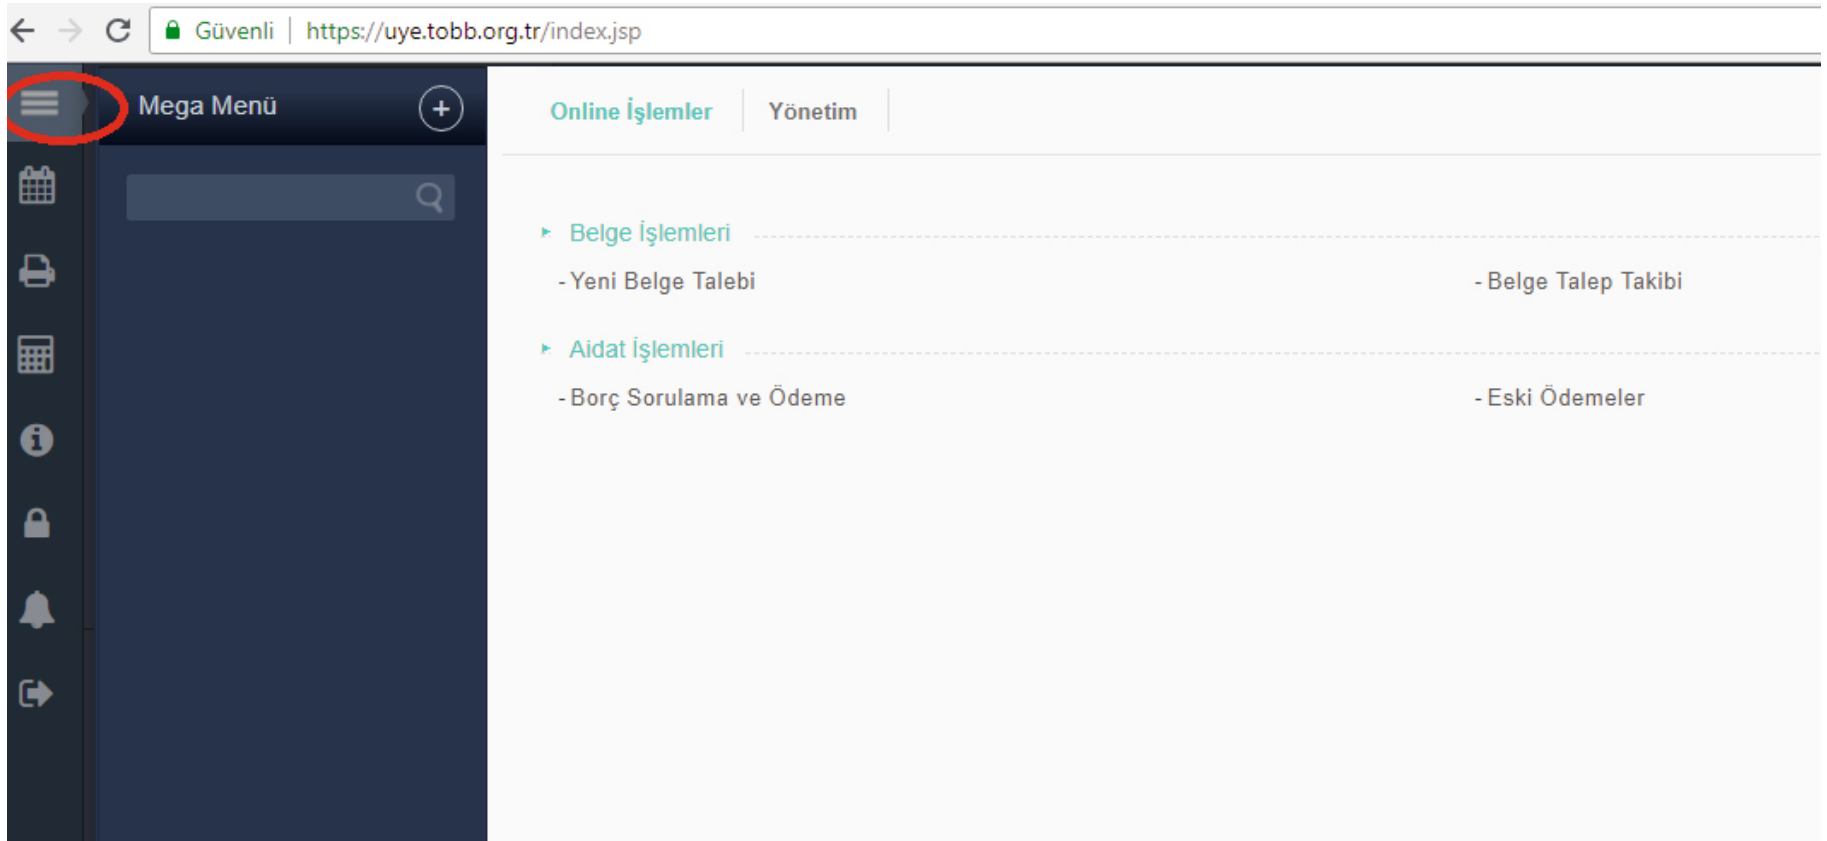 Güvenli | https://uye.tobb.org.tr/index.jsp
Mega Menü
Online İşlemler
Yönetim
Belge İşlemleri
- Yeni Belge Talebi
- Belge Talep Takibi
Aidat İşlemleri
- Borç Sorulama ve Ödeme
- Eski Ödemeler